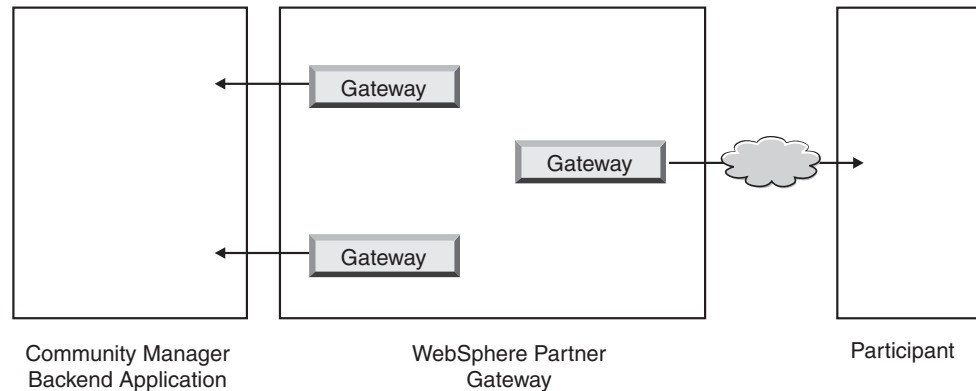 Gateway
Gateway
Gateway
Community Manager
Backend Application
WebSphere Partner
Gateway
Participant